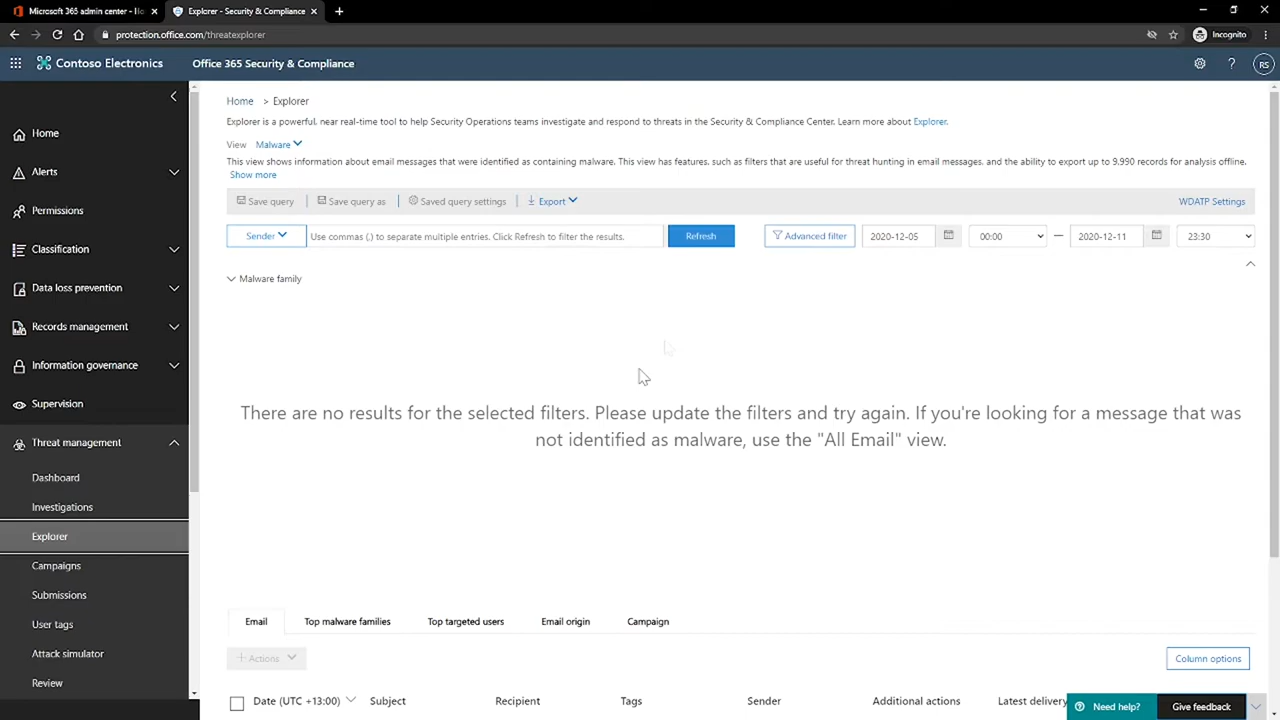 Microsoft 365 admin center - Ho
Explorer - Security & Compliance
protection.office.com/threatexplorer
Incognito
Contoso Electronics
Office 365 Security & Compliance
RS
Home > Explorer
Explorer is a powerful, near real-time tool to help Security Operations teams investigate and respond to threats in the Security & Compliance Center. Learn more about Explorer.
View Malware
This view shows information about email messages that were identified as containing malware. This view has features, such as filters that are useful for threat hunting in email messages, and the ability to export up to 9,990 records for analysis offline.
Show more
Save query
Save query as
Saved query settings
Export
WDATP Settings
Sender
Use commas (,) to separate multiple entries. Click Refresh to filter the results.
Refresh
Advanced filter
2020-12-05
00:00
2020-12-11
23:30
Malware family
There are no results for the selected filters. Please update the filters and try again. If you're looking for a message that was
not identified as malware, use the "All Email" view.
Home
Alerts
Permissions
Classification
Data loss prevention
Records management
Information governance
Supervision
Threat management
Dashboard
Investigations
Explorer
Campaigns
Submissions
User tags
Attack simulator
Review
Email
Top malware families
Top targeted users
Email origin
Campaign
+ Actions
Column options
Date (UTC +13:00)
Subject
Recipient
Tags
Sender
Additional actions
Latest delivery
Need help?
Give feedback